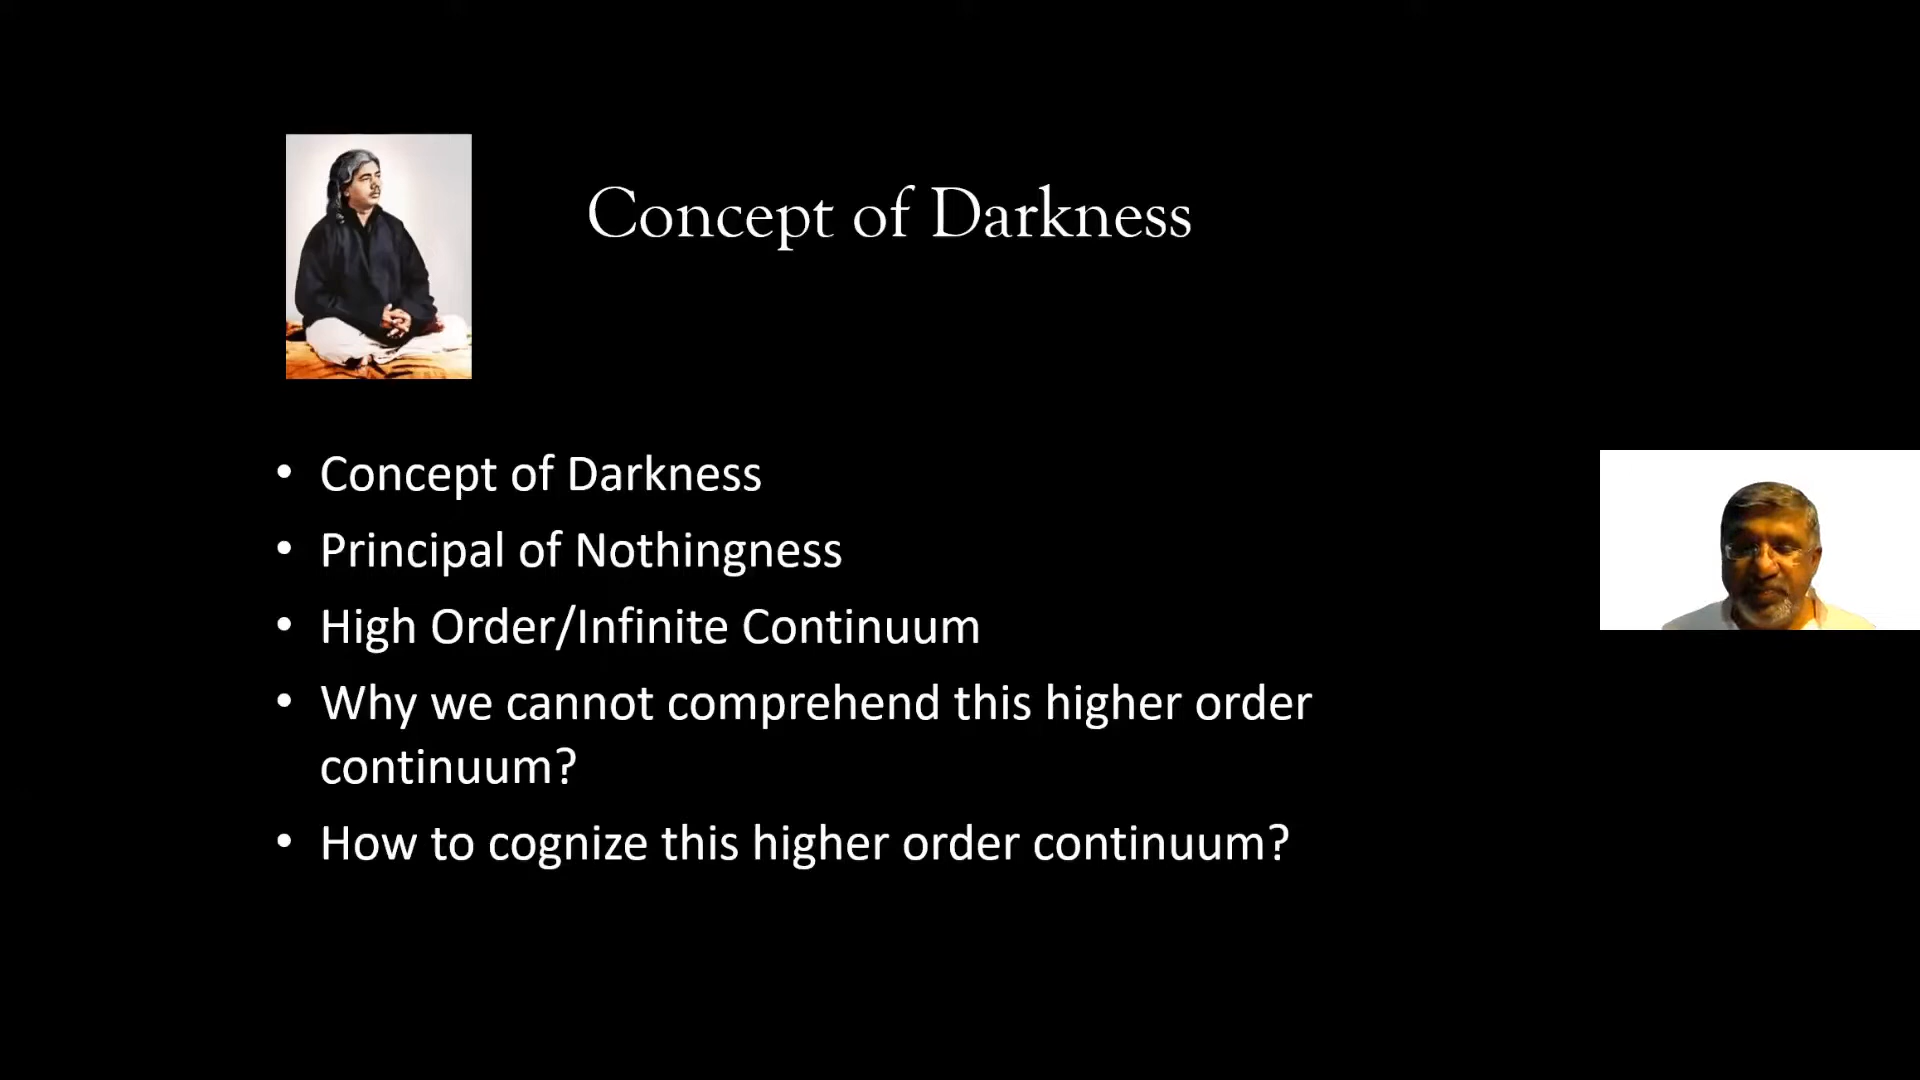 Concept of Darkness
• Concept of Darkness
• Principal of Nothingness
• High Order/Infinite Continuum
• Why we cannot comprehend this higher order
continuum?
• How to cognize this higher order continuum?